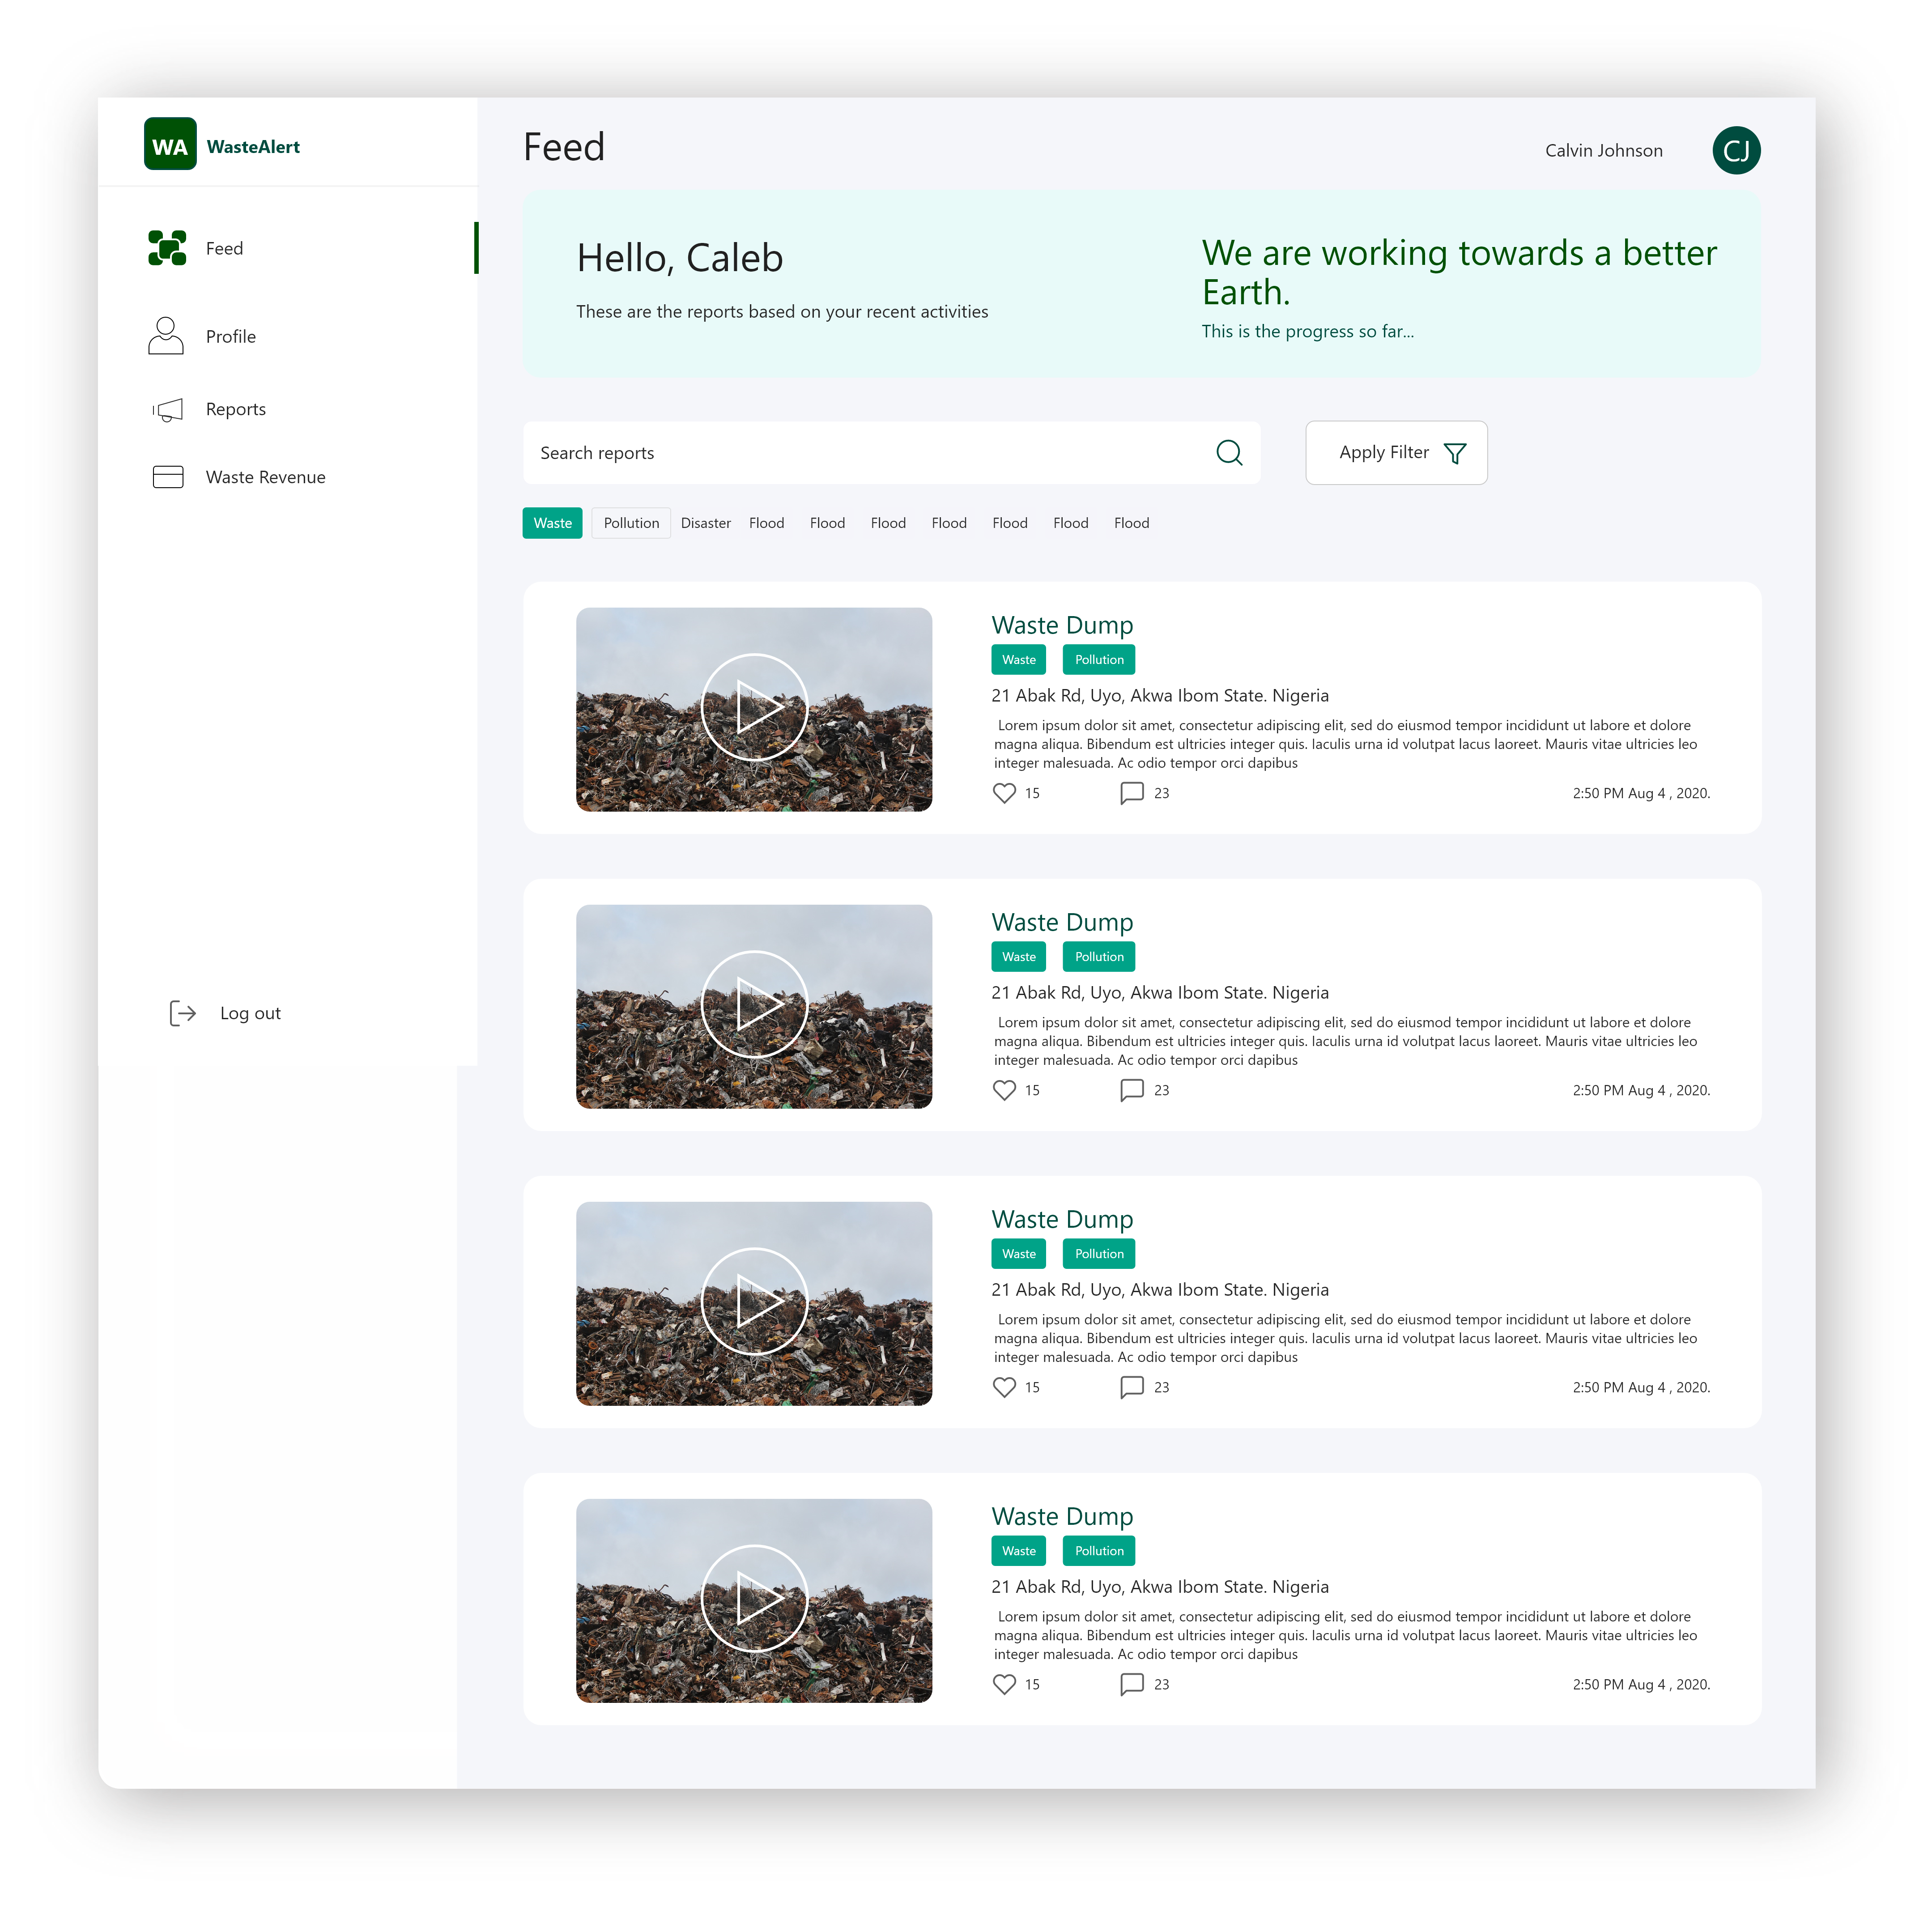 WA WasteAlert
Feed
Profile
Reports
Waste Revenue
Log out
Feed
Calvin Johnson
CJ
Hello, Caleb
These are the reports based on your recent activities
We are working towards a better
Earth.
This is the progress so far...
Search reports
Apply Filter
Waste Pollution Disaster Flood Flood Flood Flood Flood Flood Flood
Waste Dump
Waste Pollution
21 Abak Rd, Uyo, Akwa Ibom State. Nigeria
Lorem ipsum dolor sit amet, consectetur adipiscing elit, sed do eiusmod tempor incididunt ut labore et dolore
magna aliqua. Bibendum est ultricies integer quis. Iaculis urna id volutpat lacus laoreet. Mauris vitae ultricies leo
integer malesuada. Ac odio tempor orci dapibus
15 23 2:50 PM Aug 4 , 2020.
Waste Dump
Waste Pollution
21 Abak Rd, Uyo, Akwa Ibom State. Nigeria
Lorem ipsum dolor sit amet, consectetur adipiscing elit, sed do eiusmod tempor incididunt ut labore et dolore
magna aliqua. Bibendum est ultricies integer quis. Iaculis urna id volutpat lacus laoreet. Mauris vitae ultricies leo
integer malesuada. Ac odio tempor orci dapibus
15 23 2:50 PM Aug 4 , 2020.
Waste Dump
Waste Pollution
21 Abak Rd, Uyo, Akwa Ibom State. Nigeria
Lorem ipsum dolor sit amet, consectetur adipiscing elit, sed do eiusmod tempor incididunt ut labore et dolore
magna aliqua. Bibendum est ultricies integer quis. Iaculis urna id volutpat lacus laoreet. Mauris vitae ultricies leo
integer malesuada. Ac odio tempor orci dapibus
15 23 2:50 PM Aug 4 , 2020.
Waste Dump
Waste Pollution
21 Abak Rd, Uyo, Akwa Ibom State. Nigeria
Lorem ipsum dolor sit amet, consectetur adipiscing elit, sed do eiusmod tempor incididunt ut labore et dolore
magna aliqua. Bibendum est ultricies integer quis. Iaculis urna id volutpat lacus laoreet. Mauris vitae ultricies leo
integer malesuada. Ac odio tempor orci dapibus
15 23 2:50 PM Aug 4 , 2020.